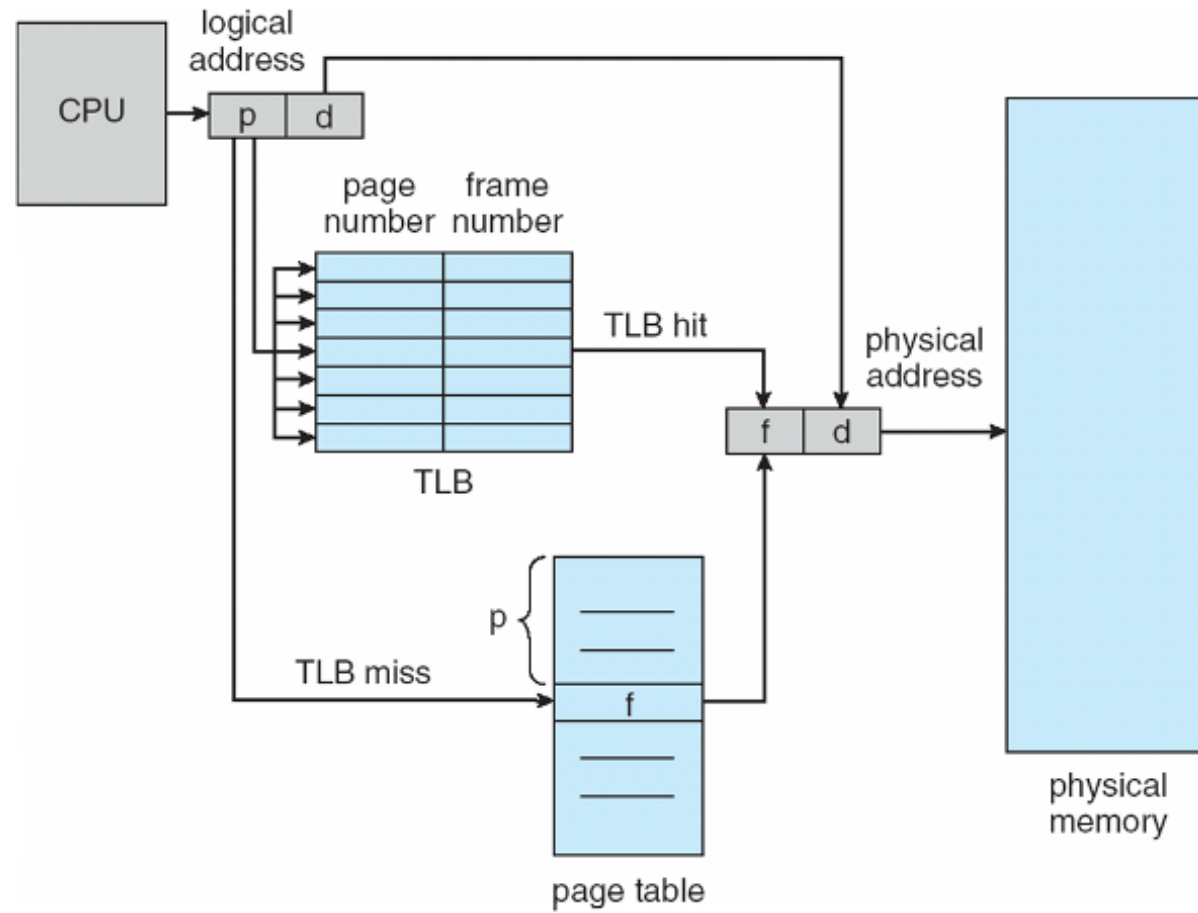 logical
address
CPU
p
d
page
number
frame
number
TLB hit
physical
address
f
d
TLB
p
TLB miss
f
physical
memory
page table